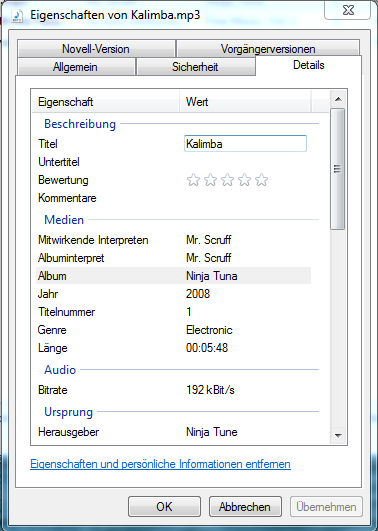 Eigenschaften von Kalimba.mp3
Novell-Version Vorgängerversionen
Allgemein Sicherheit Details
Eigenschaft Wert
Beschreibung
Titel Kalimba
Untertitel
Bewertung
Kommentare
Medien
Mitwirkende Interpreten Mr. Scruff
Albuminterpret Mr. Scruff
Album Ninja Tuna
Jahr 2008
Titelnummer 1
Genre Electronic
Länge 00:05:48
Audio
Bitrate 192 kBit/s
Ursprung
Herausgeber Ninja Tune
Eigenschaften und persönliche Informationen entfernen
OK Abbrechen Übernehmen